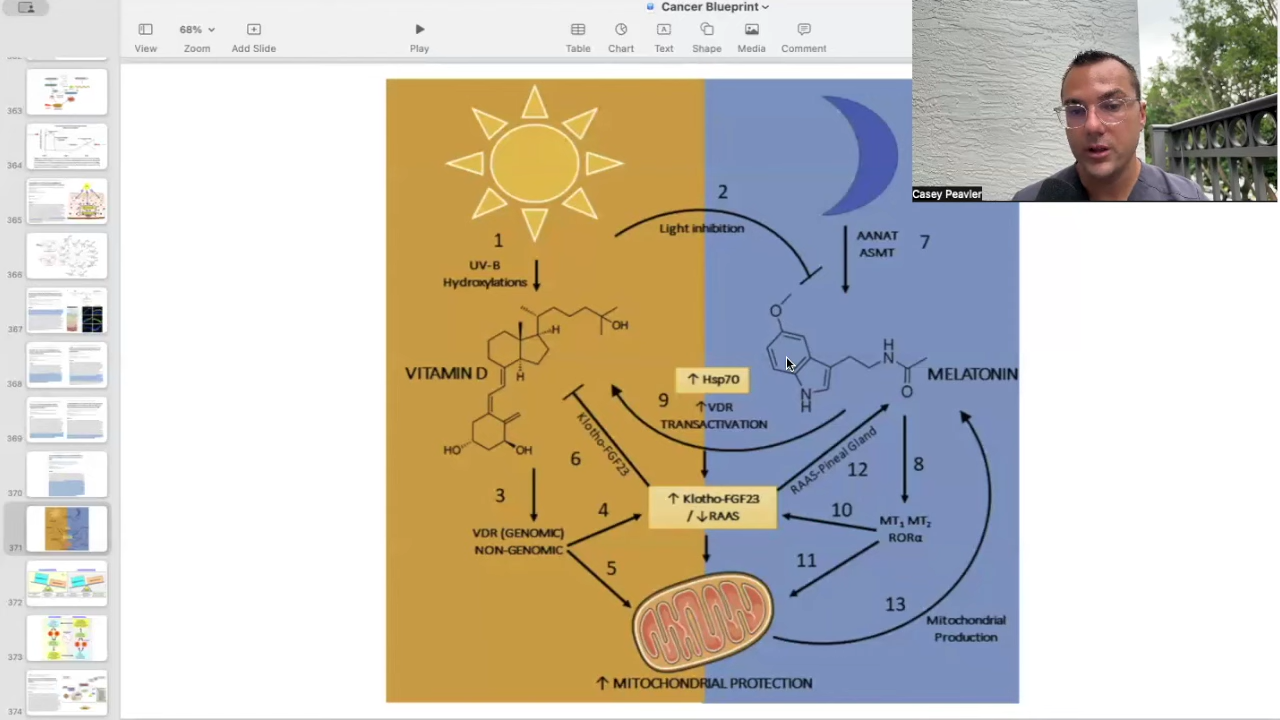 Cancer Blueprint
68%
View
Zoom
Add Slide
Play
Table
Chart
Text
Shape
Media
Comment
Casey Peavler
363
364
365
366
367
368
369
370
371
372
373
374
1
UV-B
Hydroxylations
2
Light inhibition
AANAT
ASMT
7
OH
H
H
HO
OH
VITAMIN D
O
H
N
N
H
O
MELATONIN
↑ Hsp70
9
↑VDR
TRANSACTIVATION
Klotho-FGF23
6
RAAS-Pineal Gland
12
8
3
4
↑ Klotho-FGF23
/ ↓RAAS
10
MT₁ MT₂
RORα
VDR (GENOMIC)
NON-GENOMIC
5
11
13
Mitochondrial
Production
↑ MITOCHONDRIAL PROTECTION